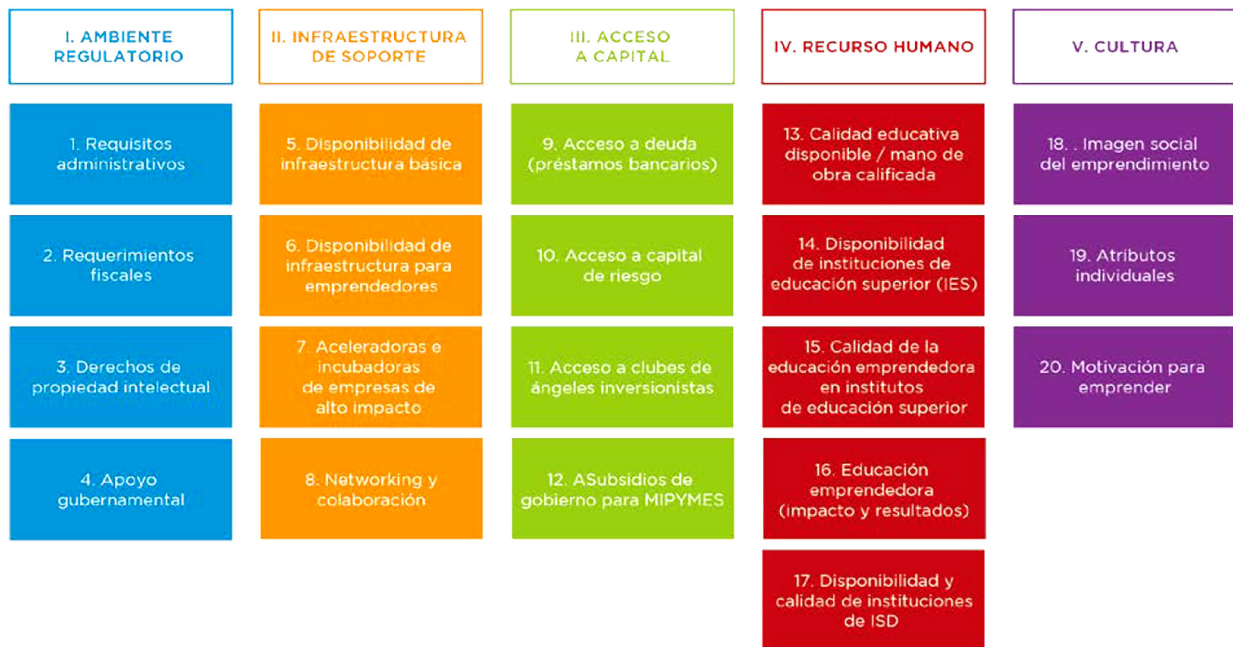 I. AMBIENTE
REGULATORIO
1. Requisitos
administrativos
2. Requerimientos
fiscales
3. Derechos de
propiedad intelectual
4. Apoyo
gubernamental
II. INFRAESTRUCTURA
DE SOPORTE
5. Disponibilidad de
infraestructura básica
6. Disponibilidad de
infraestructura para
emprendedores
7. Aceleradoras e
incubadoras
de empresas de
alto impacto
8. Networking y
colaboración
III. ACCESO
A CAPITAL
9. Acceso a deuda
(préstamos bancarios)
10. Acceso a capital
de riesgo
11. Acceso a clubes de
ángeles inversionistas
12. ASubsidios de
gobierno para MIPYMES
IV. RECURSO HUMANO
13. Calidad educativa
disponible / mano de
obra calificada
14. Disponibilidad
de instituciones de
educación superior (IES)
15. Calidad de la
educación emprendedora
en institutos
de educación superior
16. Educación
emprendedora
(impacto y resultados)
17. Disponibilidad y
calidad de instituciones
de ISD
V. CULTURA
18. . Imagen social
del emprendimiento
19. Atributos
individuales
20. Motivación para
emprender